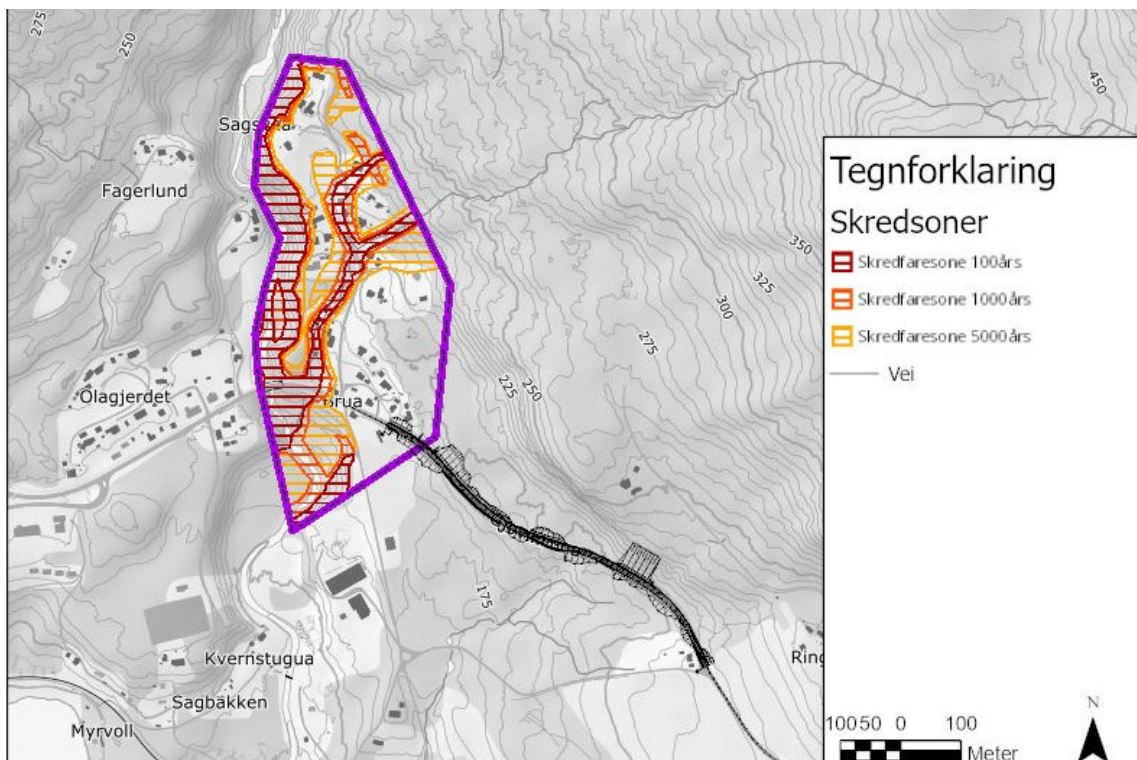 275
250
450
Fagerlund
350
325
300
275
250
225
Olagjerdet
Brua
175
Kvernstugua
Sagbäkken
Myrvoll
Tegnforklaring
Skredsoner
Skredfaresone 100års
Skredfaresone 1000års
Skredfaresone 5000års
Vei
N
100 50 0 100
Meter